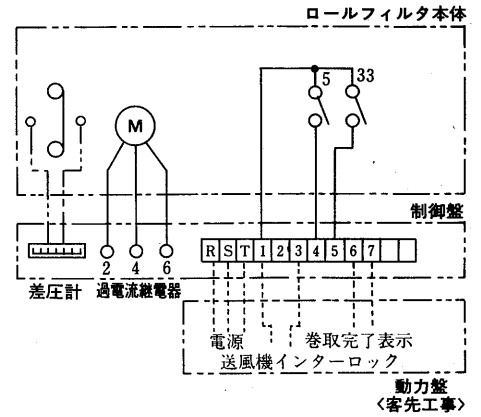 ロールフィルタ本体
5 33
M
制御盤
R S T 1 2 3 4 5 6 7
2 4 6
差圧計 過電流継電器
電源 巻取完了表示
送風機インターロック
動力盤
<客先工事>